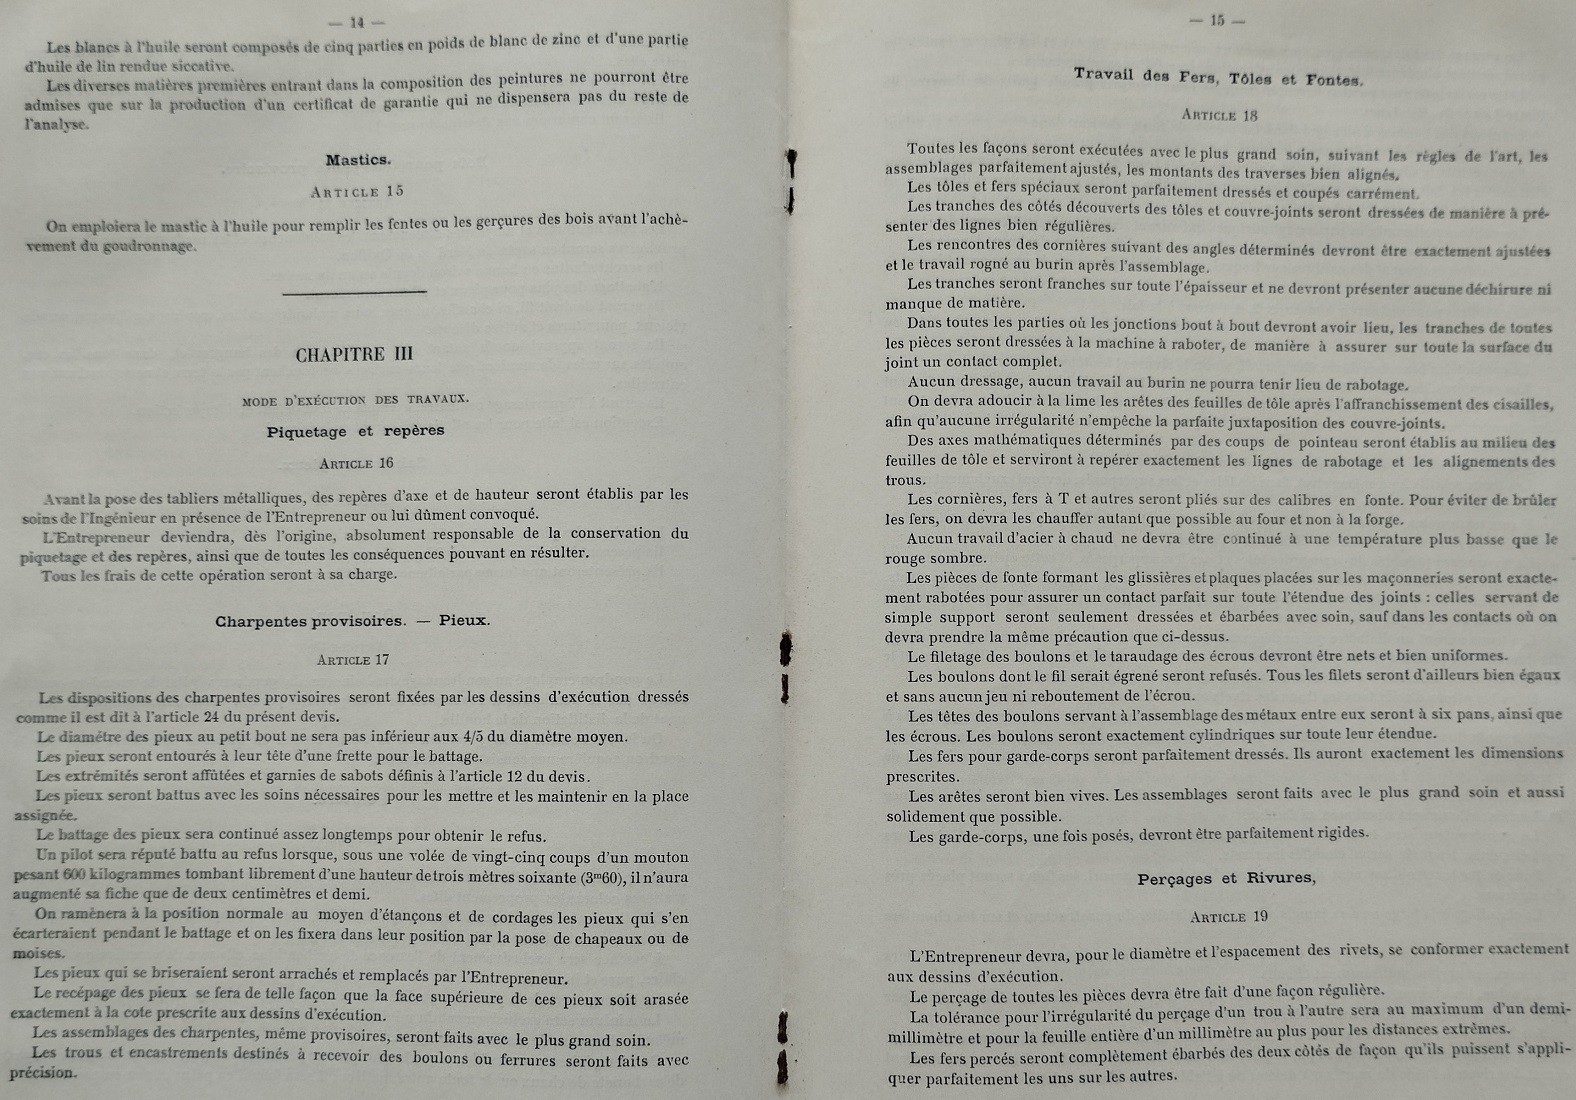 — 14 —
Les blancs à l'huile seront composés de cinq parties en poids de blanc de zinc et d'une partie
d'huile de lin rendue siccative.
Les diverses matières premières entrant dans la composition des peintures ne pourront être
admises que sur la production d'un certificat de garantie qui ne dispensera pas du reste de
l'analyse.
Mastics.
ARTICLE 15
On emploiera le mastic à l'huile pour remplir les fentes ou les gerçures des bois avant l'achè-
vement du goudronnage.
CHAPITRE III
MODE D'EXÉCUTION DES TRAVAUX.
Piquetage et repères
ARTICLE 16
Avant la pose des tabliers métalliques, des repères d'axe et de hauteur seront établis par les
soins de l'Ingénieur en présence de l'Entrepreneur ou lui dûment convoqué.
L'Entrepreneur deviendra, dès l'origine, absolument responsable de la conservation du
piquetage et des repères, ainsi que de toutes les conséquences pouvant en résulter.
Tous les frais de cette opération seront à sa charge.
Charpentes provisoires. — Pieux.
ARTICLE 17
Les dispositions des charpentes provisoires seront fixées par les dessins d'exécution dressés
comme il est dit à l'article 24 du présent devis.
Le diamètre des pieux au petit bout ne sera pas inférieur aux 4/5 du diamètre moyen.
Les pieux seront entourés à leur tête d'une frette pour le battage.
Les extrémités seront affûtées et garnies de sabots définis à l'article 12 du devis.
Les pieux seront battus avec les soins nécessaires pour les mettre et les maintenir en la place
assignée.
Le battage des pieux sera continué assez longtemps pour obtenir le refus.
Un pilot sera réputé battu au refus lorsque, sous une volée de vingt-cinq coups d'un mouton
pesant 600 kilogrammes tombant librement d'une hauteur de trois mètres soixante (3ᵐ60), il n'aura
augmenté sa fiche que de deux centimètres et demi.
On ramènera à la position normale au moyen d'étançons et de cordages les pieux qui s'en
écarteraient pendant le battage et on les fixera dans leur position par la pose de chapeaux ou de
moises.
Les pieux qui se briseraient seront arrachés et remplacés par l'Entrepreneur.
Le recépage des pieux se fera de telle façon que la face supérieure de ces pieux soit arasée
exactement à la cote prescrite aux dessins d'exécution.
Les assemblages des charpentes, même provisoires, seront faits avec le plus grand soin.
Les trous et encastrements destinés à recevoir des boulons ou ferrures seront faits avec
précision.
— 15 —
Travail des Fers, Tôles et Fontes.
ARTICLE 18
Toutes les façons seront exécutées avec le plus grand soin, suivant les règles de l'art, les
assemblages parfaitement ajustés, les montants des traverses bien alignés.
Les tôles et fers spéciaux seront parfaitement dressés et coupés carrément.
Les tranches des côtés découverts des tôles et couvre-joints seront dressées de manière à pré-
senter des lignes bien régulières.
Les rencontres des cornières suivant des angles déterminés devront être exactement ajustées
et le travail rogné au burin après l'assemblage.
Les tranches seront franches sur toute l'épaisseur et ne devront présenter aucune déchirure ni
manque de matière.
Dans toutes les parties où les jonctions bout à bout devront avoir lieu, les tranches de toutes
les pièces seront dressées à la machine à raboter, de manière à assurer sur toute la surface du
joint un contact complet.
Aucun dressage, aucun travail au burin ne pourra tenir lieu de rabotage.
On devra adoucir à la lime les arêtes des feuilles de tôle après l'affranchissement des cisailles,
afin qu'aucune irrégularité n'empêche la parfaite juxtaposition des couvre-joints.
Des axes mathématiques déterminés par des coups de pointeau seront établis au milieu des
feuilles de tôle et serviront à repérer exactement les lignes de rabotage et les alignements des
trous.
Les cornières, fers à T et autres seront pliés sur des calibres en fonte. Pour éviter de brûler
les fers, on devra les chauffer autant que possible au four et non à la forge.
Aucun travail d'acier à chaud ne devra être continué à une température plus basse que le
rouge sombre.
Les pièces de fonte formant les glissières et plaques placées sur les maçonneries seront exacte-
ment rabotées pour assurer un contact parfait sur toute l'étendue des joints : celles servant de
simple support seront seulement dressées et ébarbées avec soin, sauf dans les contacts où on
devra prendre la même précaution que ci-dessus.
Le filetage des boulons et le taraudage des écrous devront être nets et bien uniformes.
Les boulons dont le fil serait égrené seront refusés. Tous les filets seront d'ailleurs bien égaux
et sans aucun jeu ni reboutement de l'écrou.
Les têtes des boulons servant à l'assemblage des métaux entre eux seront à six pans, ainsi que
les écrous. Les boulons seront exactement cylindriques sur toute leur étendue.
Les fers pour garde-corps seront parfaitement dressés. Ils auront exactement les dimensions
prescrites.
Les arêtes seront bien vives. Les assemblages seront faits avec le plus grand soin et aussi
solidement que possible.
Les garde-corps, une fois posés, devront être parfaitement rigides.
Perçages et Rivures,
ARTICLE 19
L'Entrepreneur devra, pour le diamètre et l'espacement des rivets, se conformer exactement
aux dessins d'exécution.
Le perçage de toutes les pièces devra être fait d'une façon régulière.
La tolérance pour l'irrégularité du perçage d'un trou à l'autre sera au maximum d'un demi-
millimètre et pour la feuille entière d'un millimètre au plus pour les distances extrêmes.
Les fers percés seront complètement ébarbés des deux côtés de façon qu'ils puissent s'appli-
quer parfaitement les uns sur les autres.